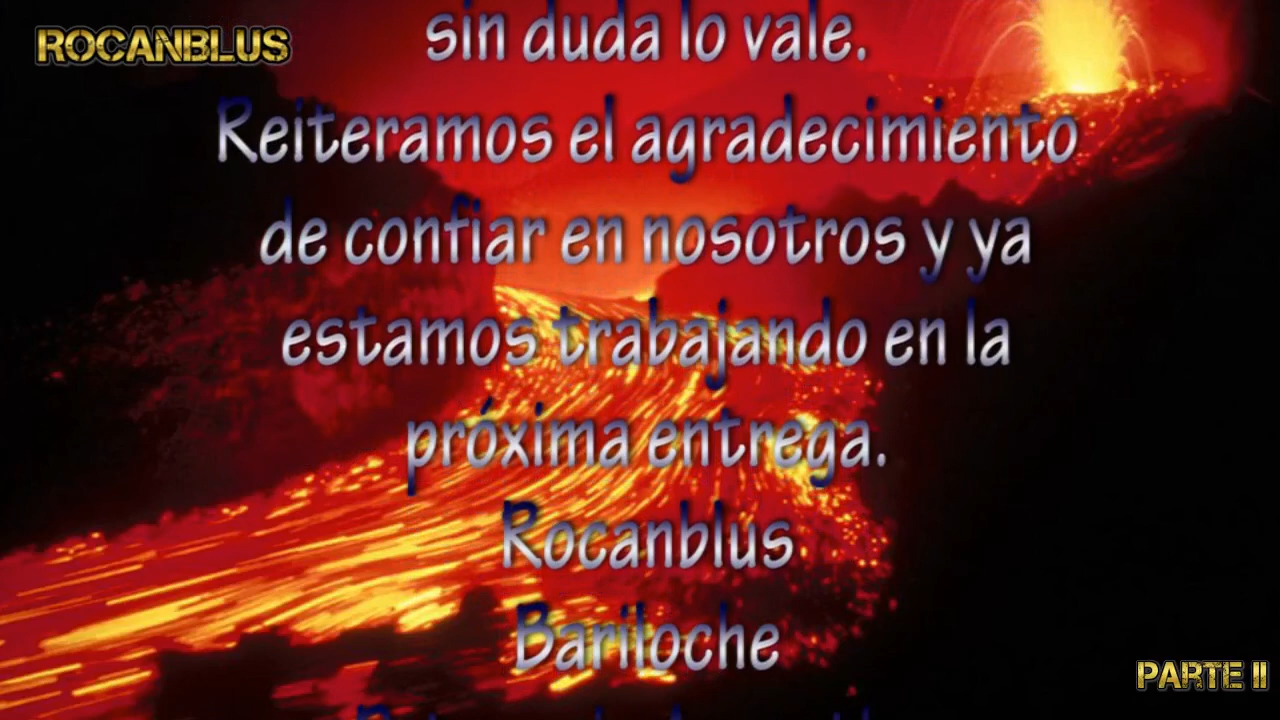 ROCANBLUS
sin duda lo vale.
Reiteramos el agradecimiento
de confiar en nosotros y ya
estamos trabajando en la
próxima entrega.
Rocanblus
Bariloche
PARTE II